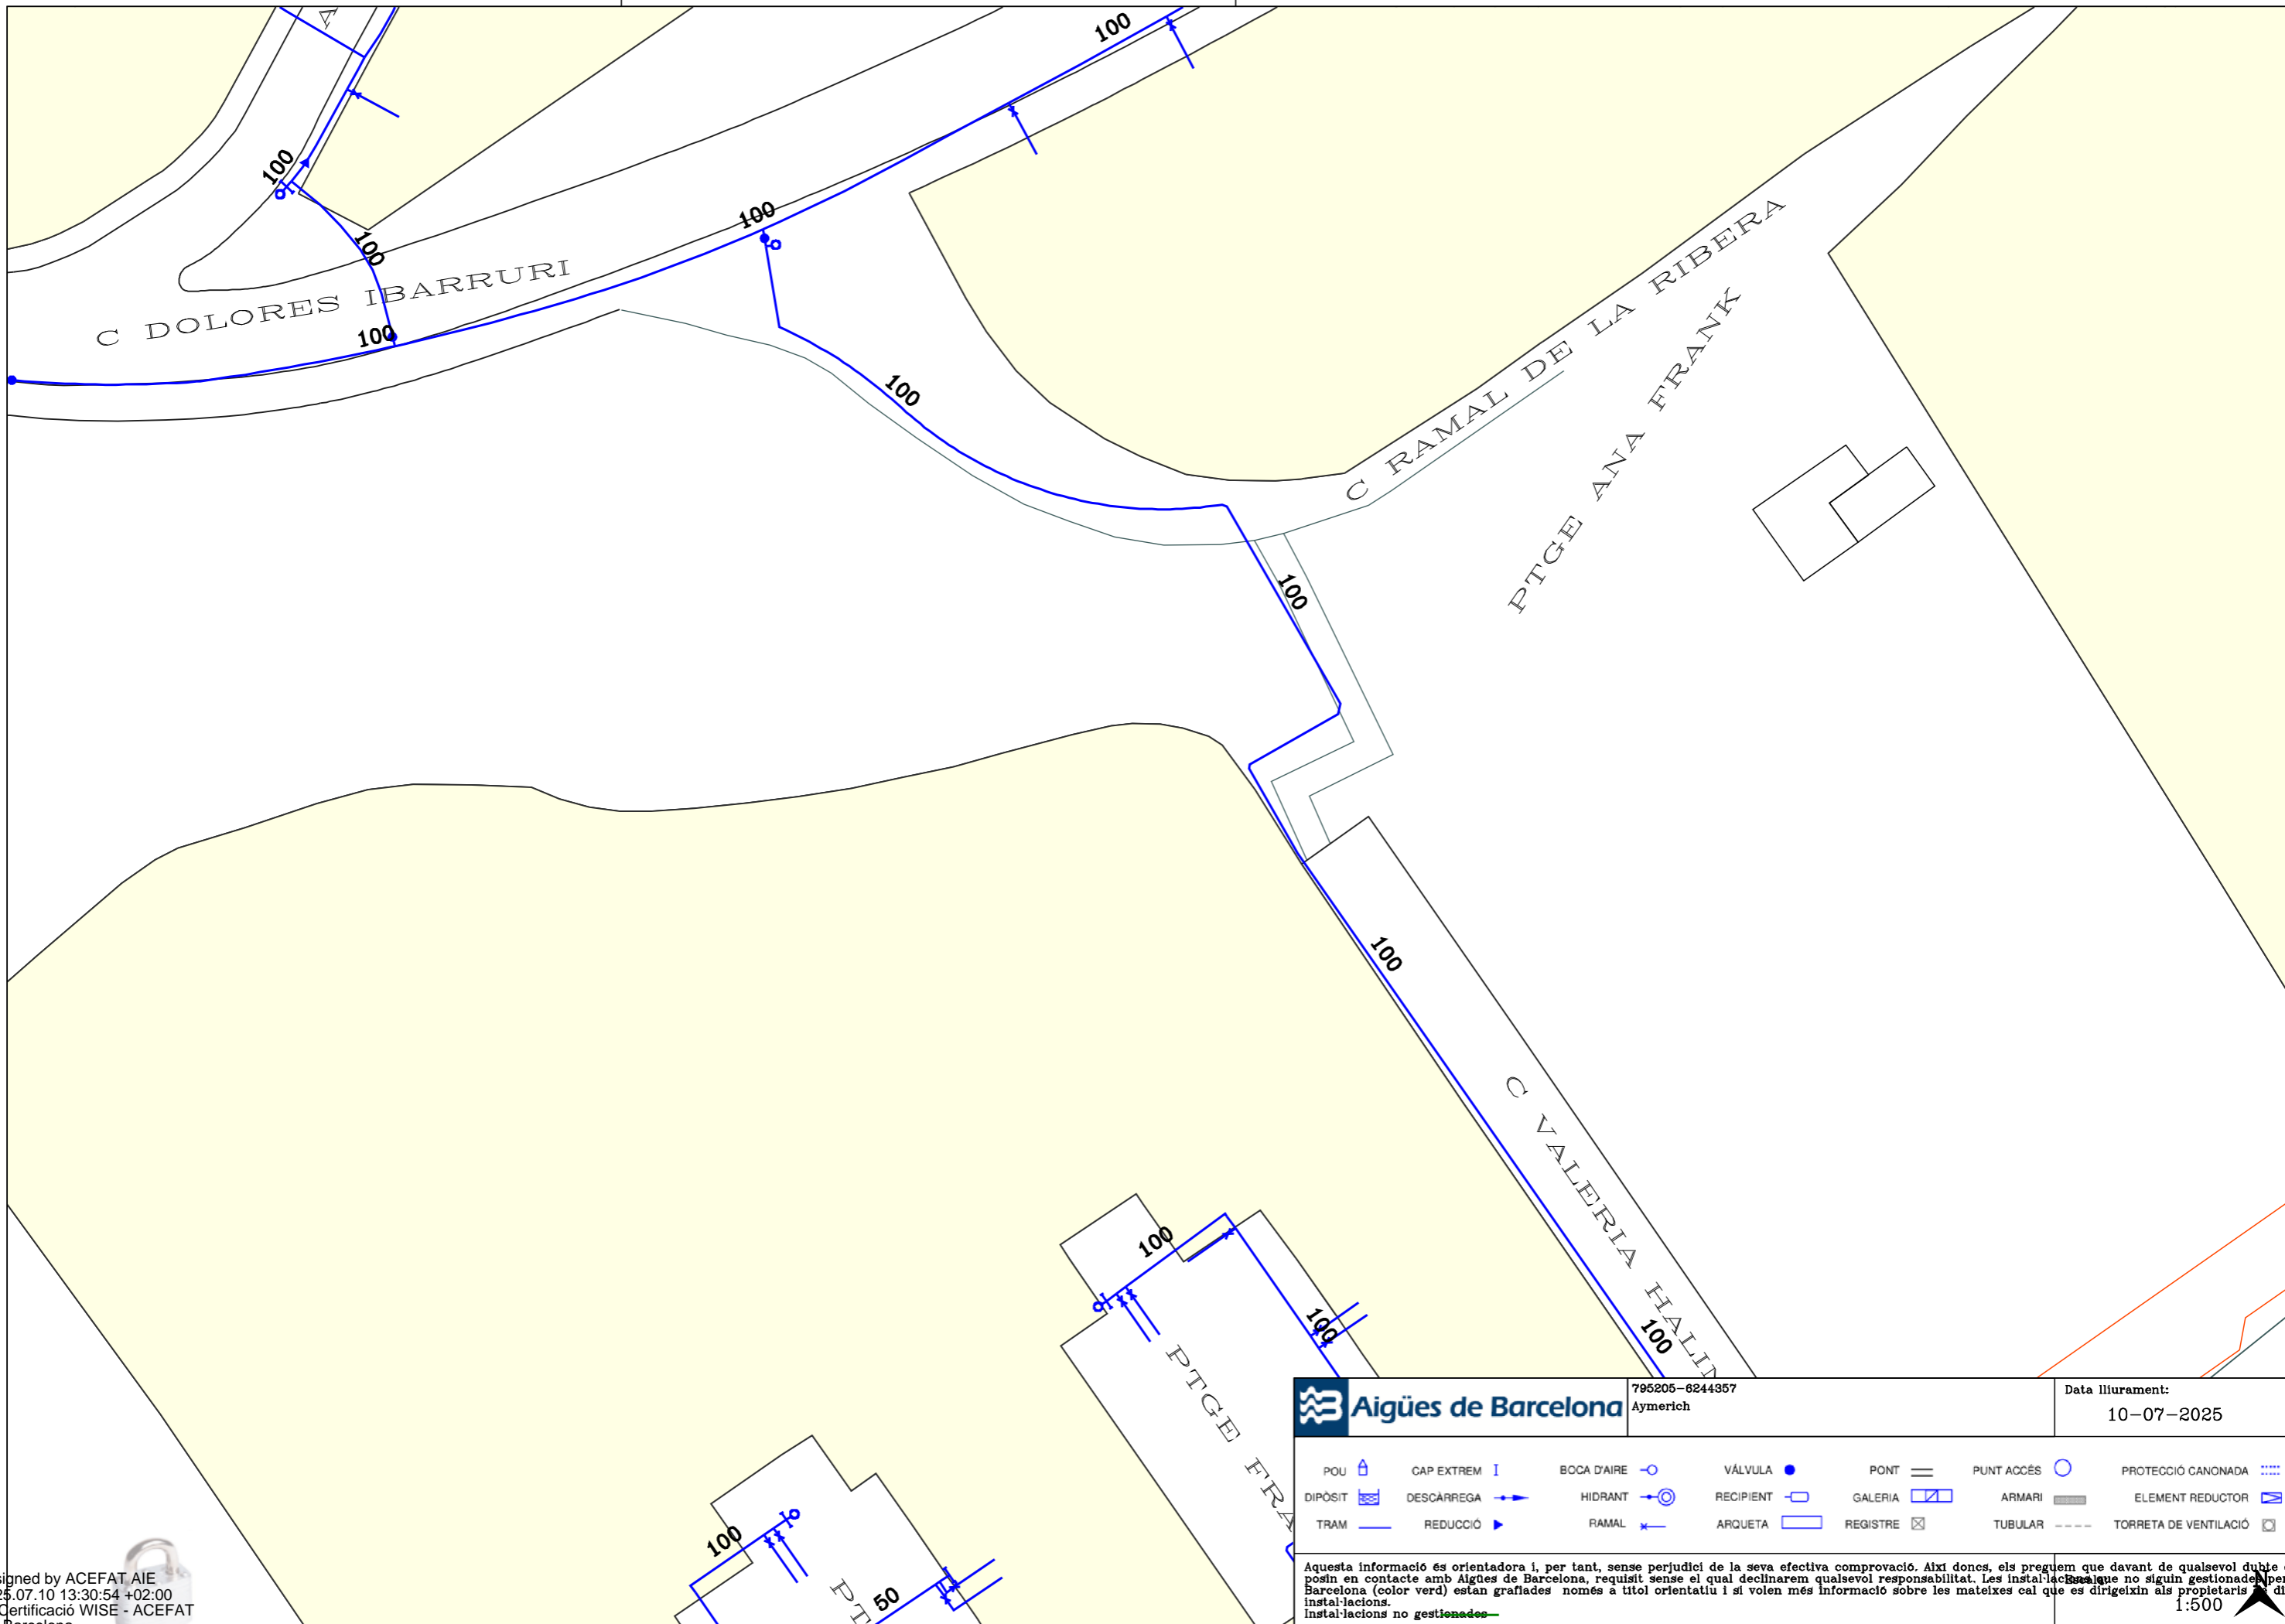 A
100
100
100
100
100
C DOLORES IBARRURI
100
100
C RAMAL DE LA RIBERA
PTGE ANA FRANK
100
100
C VALERIA HALIN
100
100
100
PTGE FRA
100
PT
50
Aigües de Barcelona
795205-6244357
Aymerich
Data lliurament:
10-07-2025
POU CAP EXTREM BOCA D'AIRE VÁLVULA PONT PUNT ACCÉS PROTECCIÓ CANONADA
DIPÒSIT DESCÀRREGA HIDRANT RECIPIENT GALERIA ARMARI ELEMENT REDUCTOR
TRAM REDUCCIÓ RAMAL ARQUETA REGISTRE TUBULAR TORRETA DE VENTILACIÓ
Aquesta informació és orientadora i, per tant, sense perjudici de la seva efectiva comprovació. Així doncs, els preguem que davant de qualsevol dubte
posin en contacte amb Aigües de Barcelona, requisit sense el qual declinarem qualsevol responsabilitat. Les instal·lacions que no siguin gestionades per
Barcelona (color verd) estan grafiades només a títol orientatiu i si volen més informació sobre les mateixes cal que es dirigeixin als propietaris di
instal·lacions.
Instal·lacions no gestionades
Escala:
1:500
N
igned by ACEFAT AIE
25.07.10 13:30:54 +02:00
Certificació WISE - ACEFAT
Barcelona